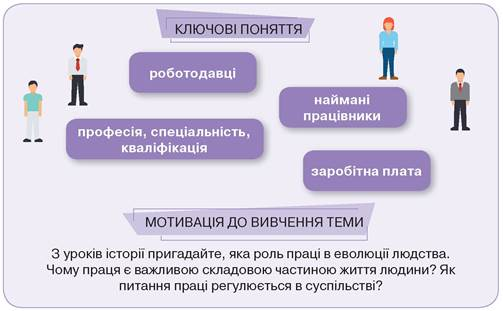 КЛЮЧОВІ ПОНЯТТЯ
роботодавці
наймані
працівники
професія, спеціальність,
кваліфікація
заробітна плата
МОТИВАЦІЯ ДО ВИВЧЕННЯ ТЕМИ
З уроків історії пригадайте, яка роль праці в еволюції людства.
Чому праця є важливою складовою частиною життя людини? Як
питання праці регулюється в суспільстві?